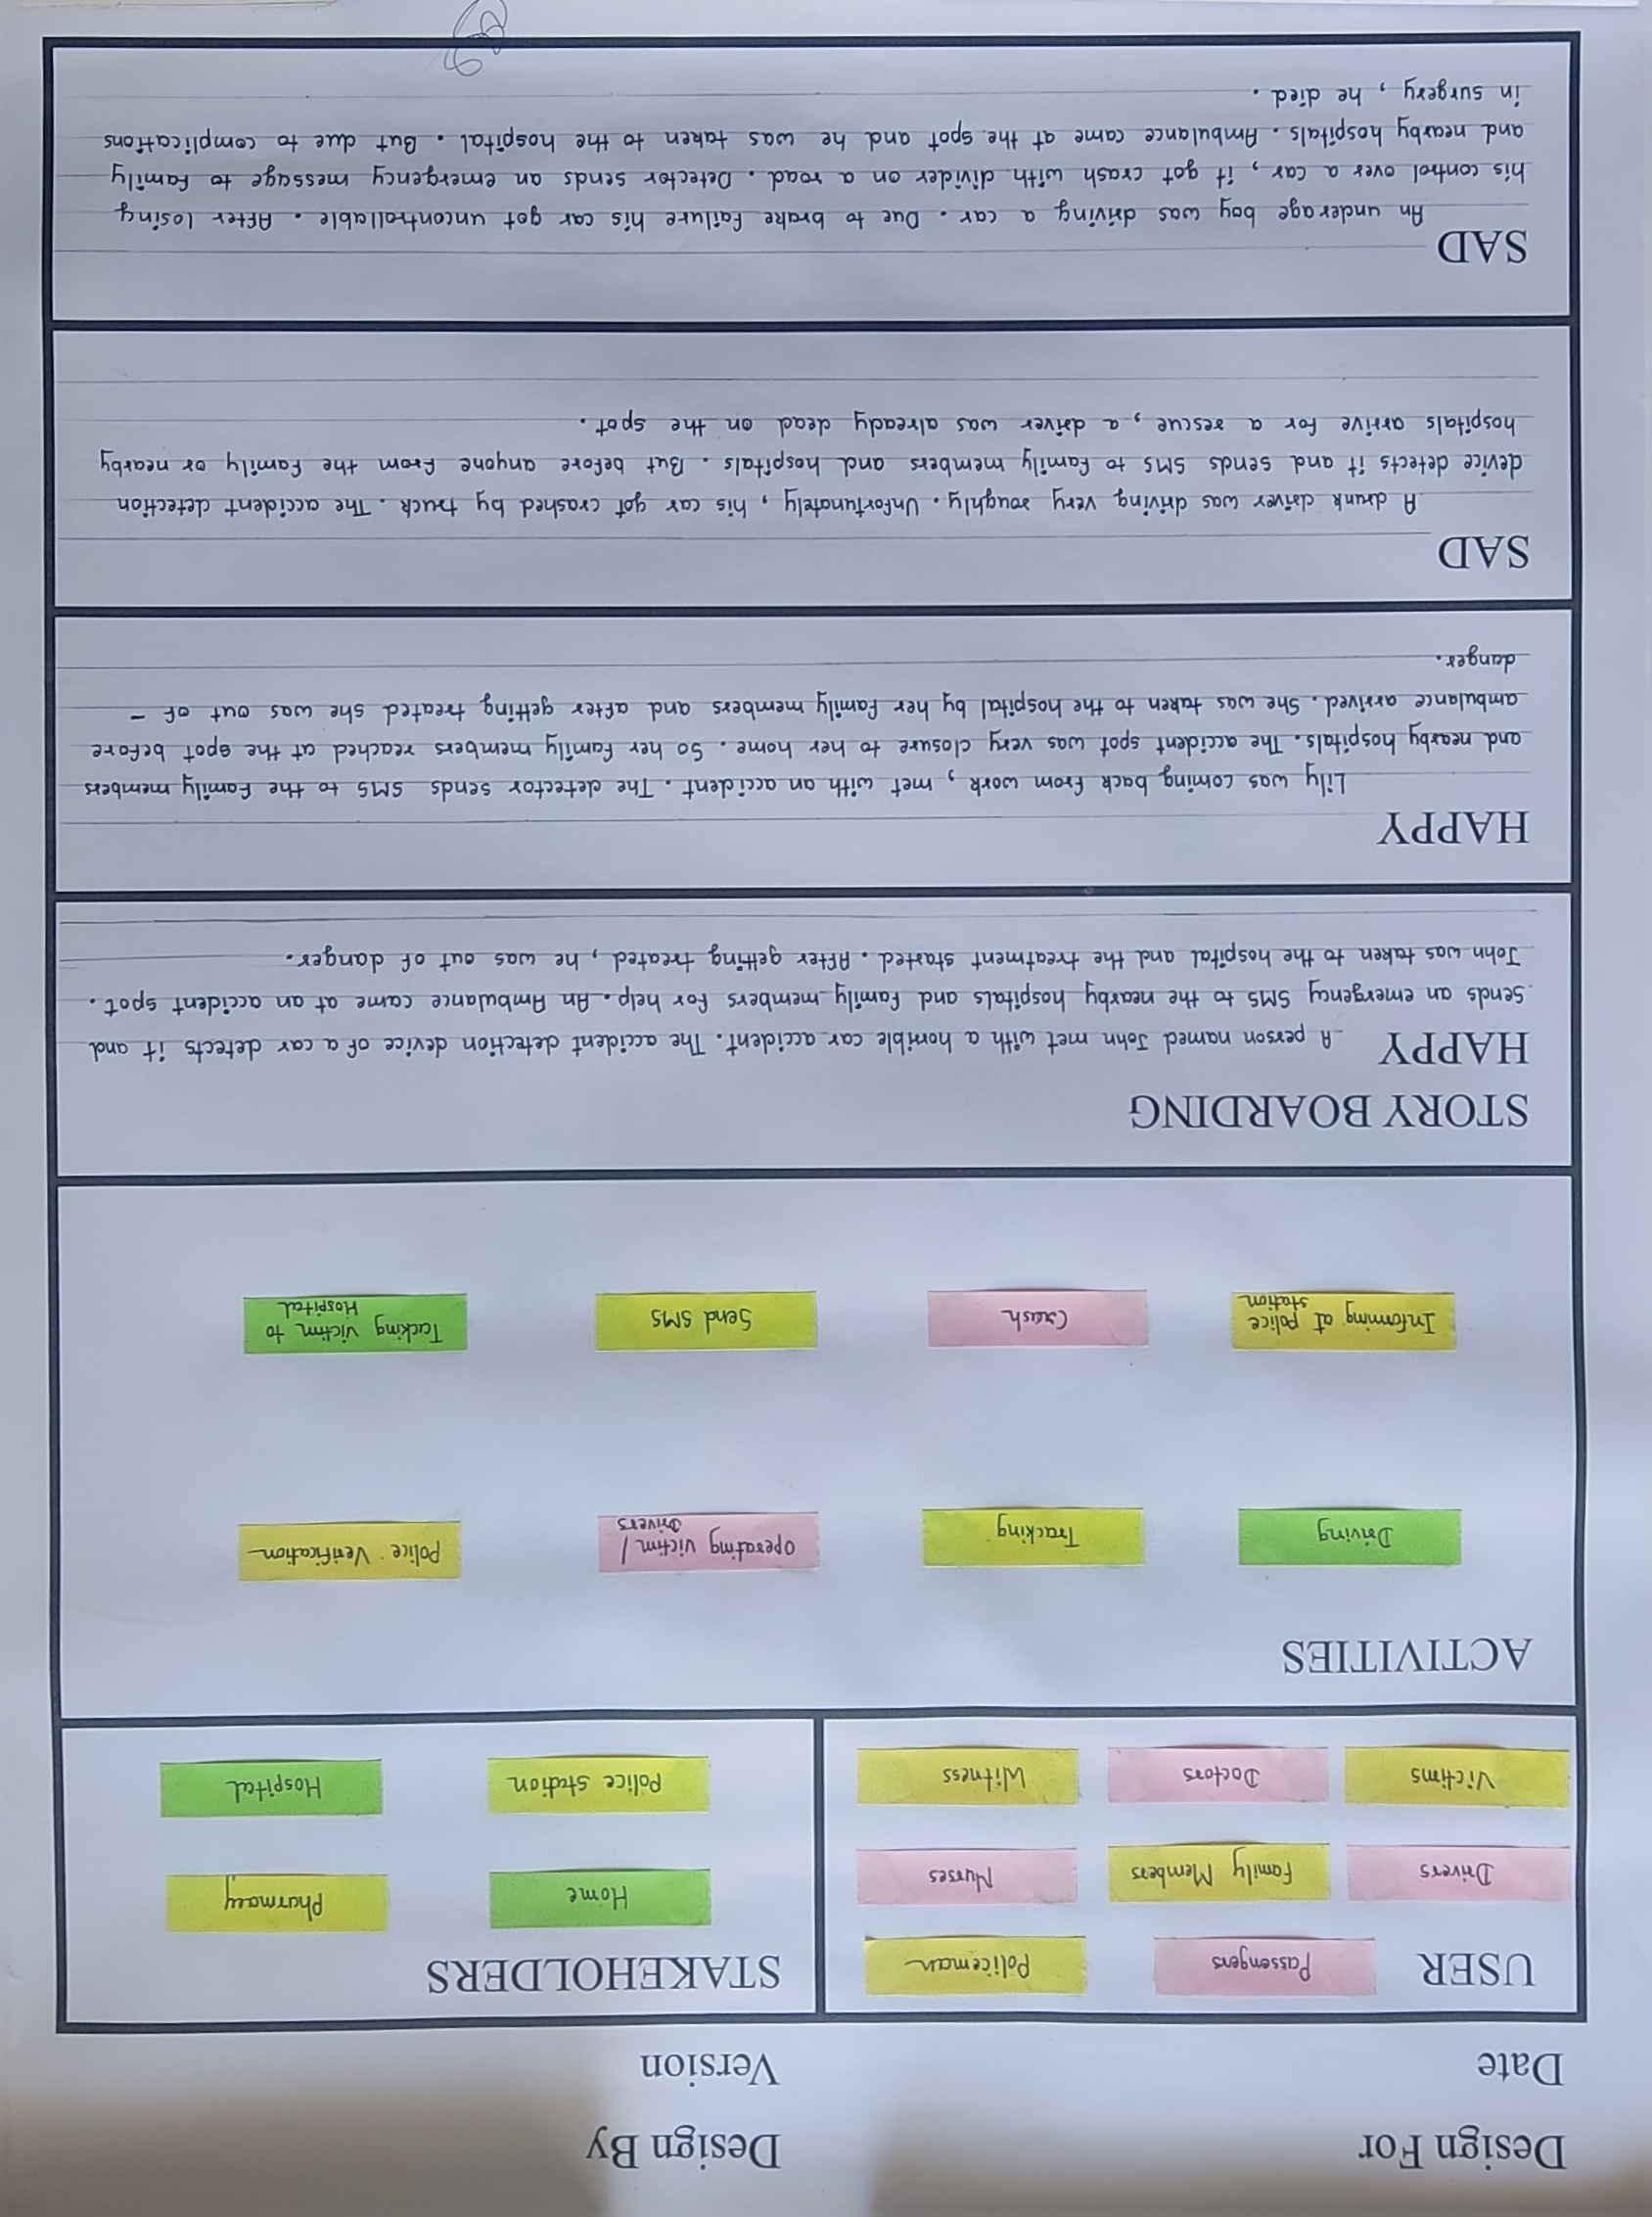 Design For
Design By
Date
Version
USER
Passengers
Policeman
Drivers
Family Members
Nurses
Victims
Doctors
Witness
STAKEHOLDERS
Home
Pharmacy
Police Station
Hospital
ACTIVITIES
Driving
Tracking
Operating victim /
Drivers
Police Verification
Informing at police
station
Crash
Send SMS
Tacking victim to
Hospital
STORY BOARDING
HAPPY
A person named John met with a horrible car accident. The accident detection device of a car detects it and
sends an emergency SMS to the nearby hospitals and family members for help. An Ambulance came at an accident spot.
John was taken to the hospital and the treatment started. After getting treated, he was out of danger.
HAPPY
Lily was coming back from work, met with an accident. The detector sends SMS to the family members
and nearby hospitals. The accident spot was very closure to her home. So her family members reached at the spot before
ambulance arrived. She was taken to the hospital by her family members and after getting treated she was out of -
danger.
SAD
A drunk driver was driving very roughly. Unfortunately, his car got crashed by truck. The accident detection
device detects it and sends SMS to family members and hospitals. But before anyone from the family or nearby
hospitals arrive for a rescue, a driver was already dead on the spot.
SAD
An underage boy was driving a car. Due to brake failure his car got uncontrollable. After losing
his control over a car, it got crash with divider on a road. Detector sends an emergency message to family
and nearby hospitals. Ambulance came at the spot and he was taken to the hospital. But due to complications
in surgery, he died.